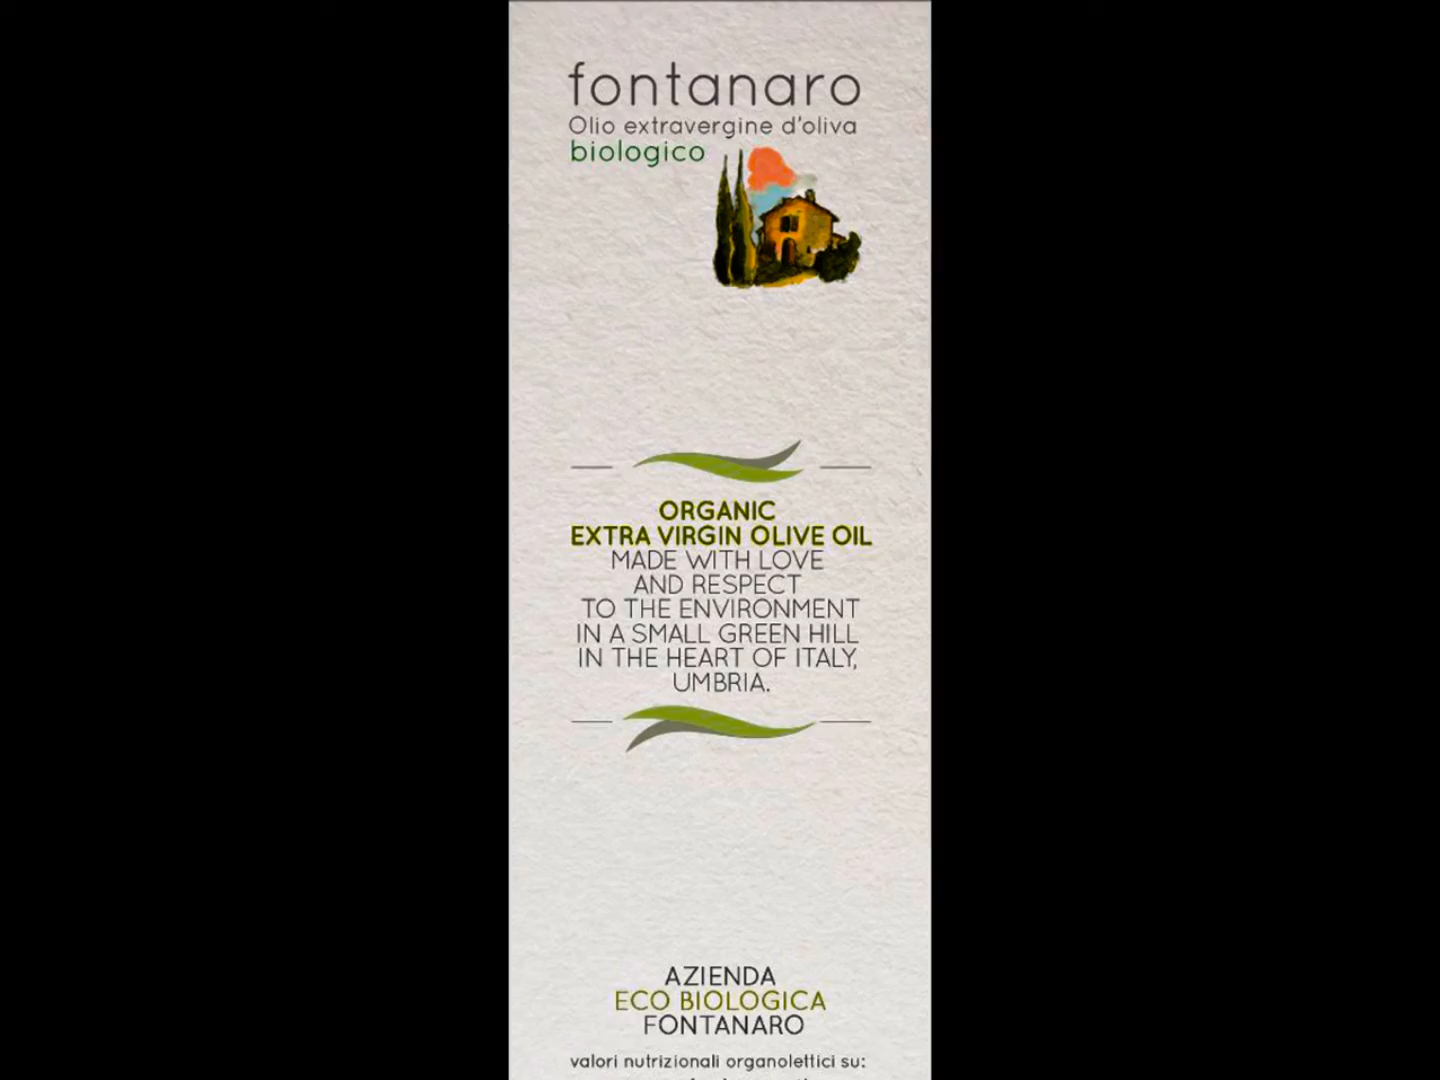 fontanaro
Olio extravergine d'oliva
biologico
ORGANIC
EXTRA VIRGIN OLIVE OIL
MADE WITH LOVE
AND RESPECT
TO THE ENVIRONMENT
IN A SMALL GREEN HILL
IN THE HEART OF ITALY,
UMBRIA.
AZIENDA
ECO BIOLOGICA
FONTANARO
valori nutrizionali organolettici su: